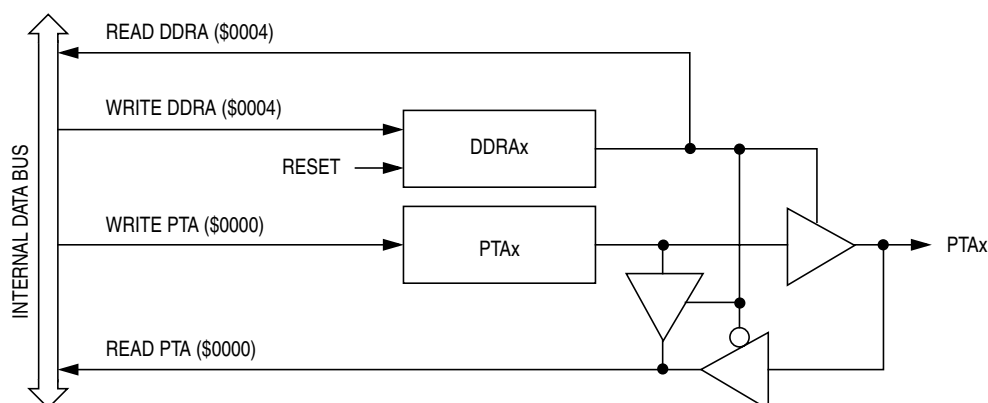 READ DDRA ($0004)
WRITE DDRA ($0004)
DDRAx
RESET
INTERNAL DATA BUS
WRITE PTA ($0000)
PTAx
PTAx
READ PTA ($0000)